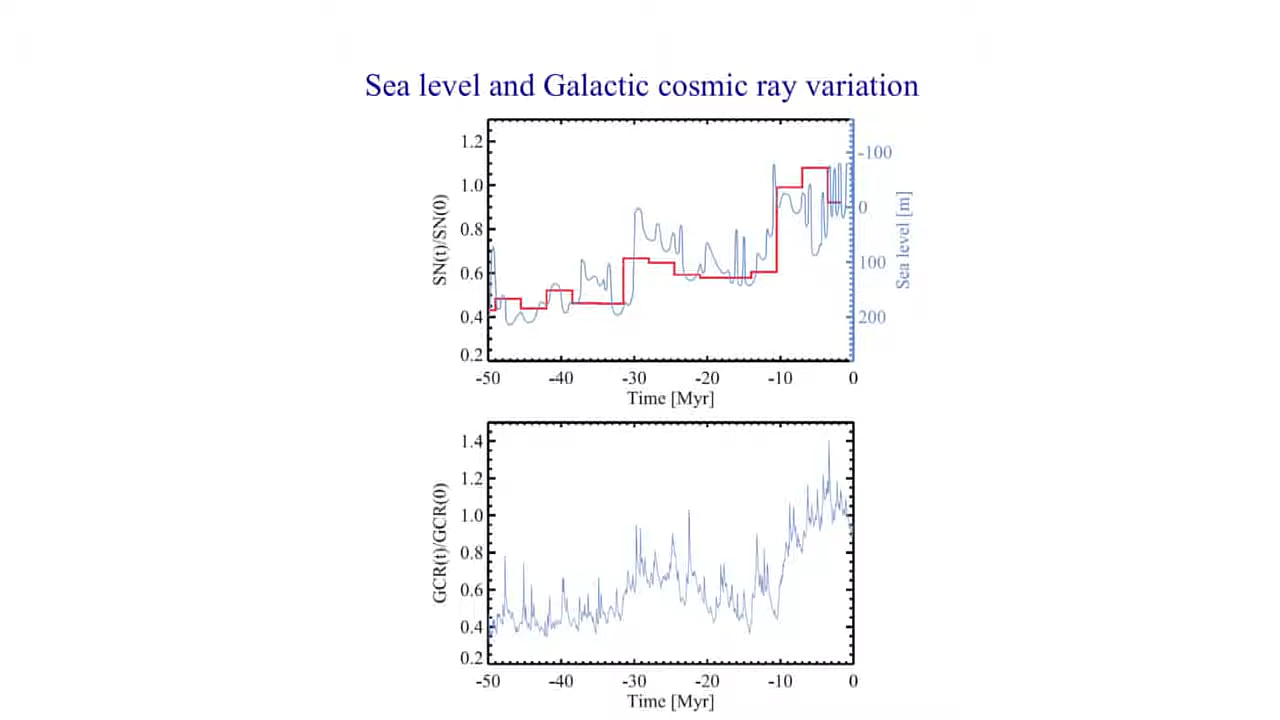 Sea level and Galactic cosmic ray variation
1.2
1.0
0.8
0.6
0.4
0.2
SN(t)/SN(0)
-100
0
100
200
Sea level [m]
-50 -40 -30 -20 -10 0
Time [Myr]
1.4
1.2
1.0
0.8
0.6
0.4
0.2
GCR(t)/GCR(0)
-50 -40 -30 -20 -10 0
Time [Myr]